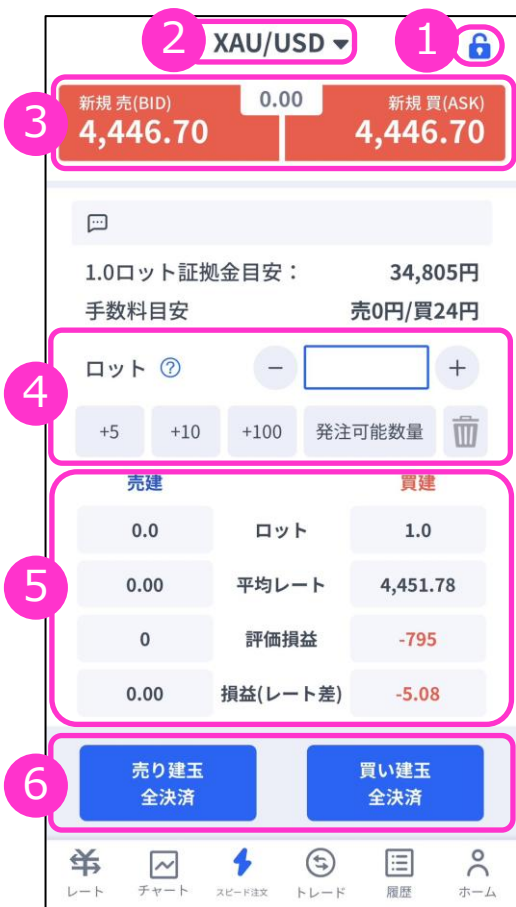 2
XAU/USD
1
3
新規 売(BID)
0.00
新規 買(ASK)
4,446.70
4,446.70
1.0ロット証拠金目安：
34,805円
手数料目安
売0円/買24円
4
ロット ?
−
+
+5
+10
+100
発注可能数量
売建
買建
5
0.0
ロット
1.0
0.00
平均レート
4,451.78
0
評価損益
-795
0.00
損益(レート差)
-5.08
6
売り建玉
全決済
買い建玉
全決済
レート
チャート
スピード注文
トレード
履歴
ホーム